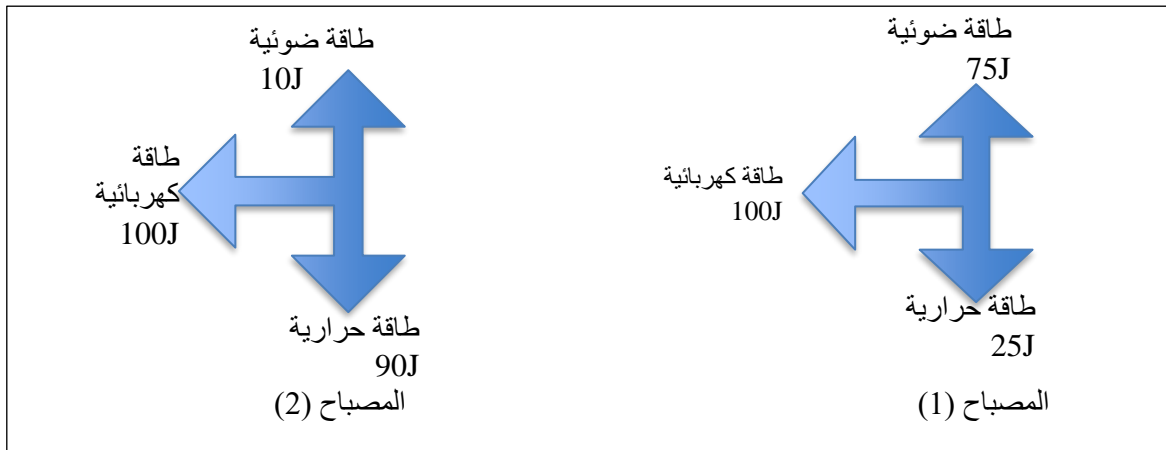 طاقة ضوئية
75J
طاقة كهربائية
100J
طاقة حرارية
25J
المصباح (1)
طاقة ضوئية
10J
طاقة
كهربائية
100J
طاقة حرارية
90J
المصباح (2)